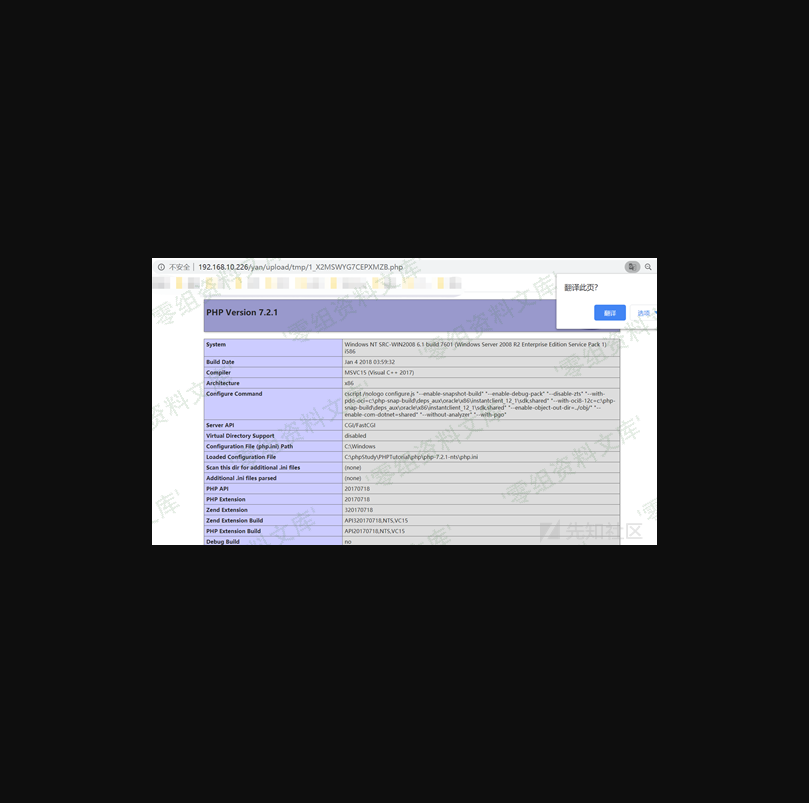 不安全 | 192.168.10.226/yan/upload/tmp/1_X2MSWYG7CEPXMZB.php
翻译此页?
翻译 选项
PHP Version 7.2.1
System Windows NT SRC-WIN2008 6.1 build 7601 (Windows Server 2008 R2 Enterprise Edition Service Pack 1)
i586
Build Date Jan 4 2018 03:59:32
Compiler MSVC15 (Visual C++ 2017)
Architecture x86
Configure Command cscript /nologo configure.js "--enable-snapshot-build" "--enable-debug-pack" "--disable-zts" "--with-
pdo-oci=c:\php-snap-build\deps_aux\oracle\x86\instantclient_12_1\sdk,shared" "--with-oci8-12c=c:\php-
snap-build\deps_aux\oracle\x86\instantclient_12_1\sdk,shared" "--enable-object-out-dir=../obj/" "--
enable-com-dotnet=shared" "--without-analyzer" "--with-pgo"
Server API CGI/FastCGI
Virtual Directory Support disabled
Configuration File (php.ini) Path C:\Windows
Loaded Configuration File C:\phpStudy\PHPTutorial\php\php-7.2.1-nts\php.ini
Scan this dir for additional .ini files (none)
Additional .ini files parsed (none)
PHP API 20170718
PHP Extension 20170718
Zend Extension 320170718
Zend Extension Build API320170718,NTS,VC15
PHP Extension Build API20170718,NTS,VC15
Debug Build no
零组资料文库
先知社区